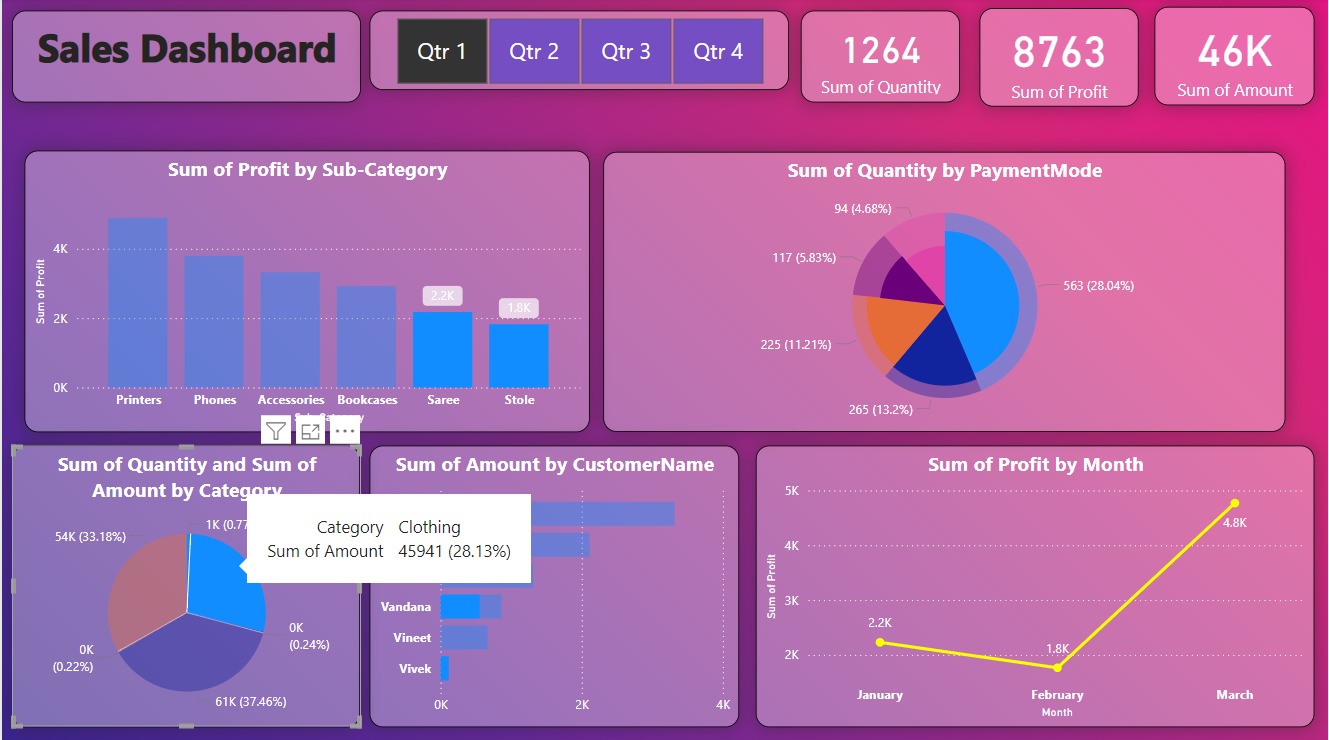 Sales Dashboard
Qtr 1
Qtr 2
Qtr 3
Qtr 4
1264
Sum of Quantity
8763
Sum of Profit
46K
Sum of Amount
Sum of Profit by Sub-Category
Sum of Profit
4K
2K
0K
2.2K
1.8K
Printers
Phones
Accessories
Bookcases
Saree
Stole
Sum of Quantity by PaymentMode
94 (4.68%)
117 (5.83%)
225 (11.21%)
265 (13.2%)
563 (28.04%)
Sum of Quantity and Sum of
Amount by Category
54K (33.18%)
1K (0.77
0K
(0.24%)
0K
(0.22%)
61K (37.46%)
Category Clothing
Sum of Amount 45941 (28.13%)
Sum of Amount by CustomerName
Vandana
Vineet
Vivek
0K
2K
4K
Sum of Profit by Month
Sum of Profit
5K
4K
3K
2K
2.2K
1.8K
4.8K
January
February
March
Month